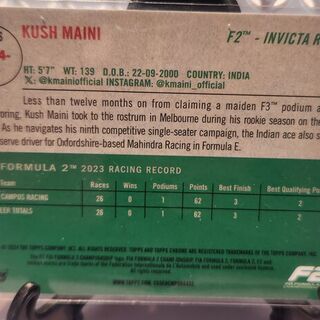 KUSH MAINI
F2™ - INVICTA R
HT: 5'7" WT: 139 D.O.B.: 22-09-2000 COUNTRY: INDIA
@kmainiofficial INSTAGRAM: @kmaini_official
Less than twelve months on from claiming a maiden F3™ podium a
oring, Kush Maini took to the rostrum in Melbourne during his rookie season on the
As he navigates his ninth competitive single-seater campaign, the Indian ace also s
serve driver for Oxfordshire-based Mahindra Racing in Formula E.
FORMULA 2™ 2023 RACING RECORD
Team Races Wins Podiums Points Best Finish Best Qualifying Po
CAMPOS RACING 26 0 1 62 3 2
EER TOTALS 26 0 1 62 3 2
F2